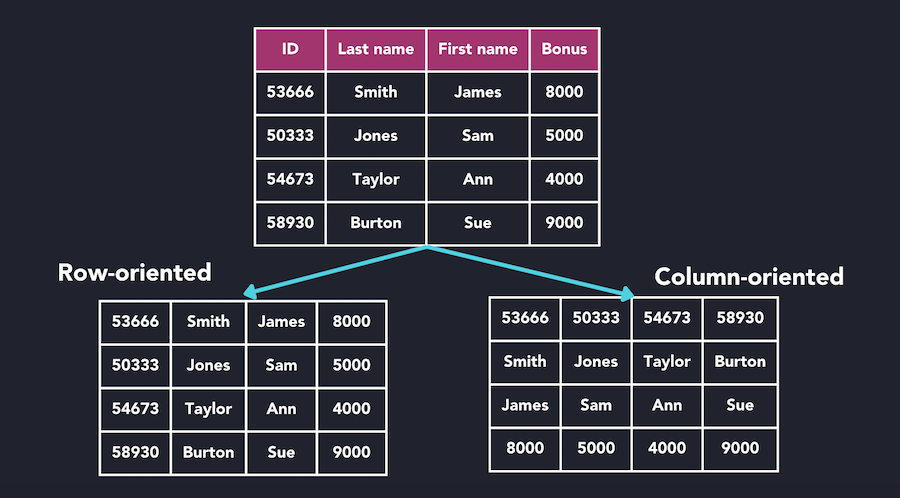 ID Last name First name Bonus
53666 Smith James 8000
50333 Jones Sam 5000
54673 Taylor Ann 4000
58930 Burton Sue 9000
Row-oriented
53666 Smith James 8000
50333 Jones Sam 5000
54673 Taylor Ann 4000
58930 Burton Sue 9000
Column-oriented
53666 50333 54673 58930
Smith Jones Taylor Burton
James Sam Ann Sue
8000 5000 4000 9000